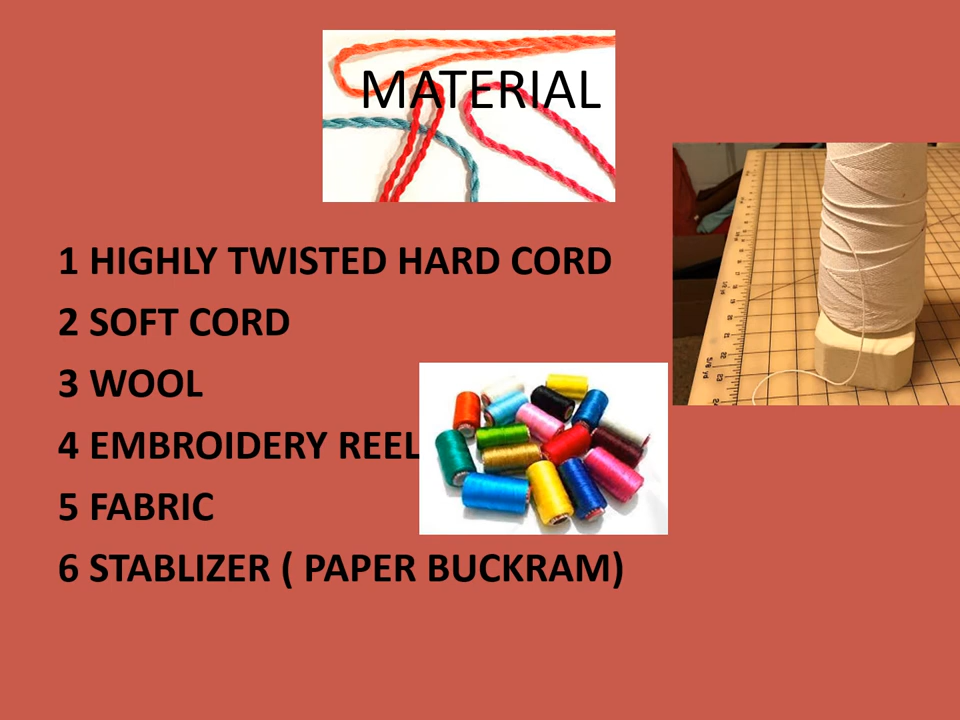 MATERIAL
1 HIGHLY TWISTED HARD CORD
2 SOFT CORD
3 WOOL
4 EMBROIDERY REEL
5 FABRIC
6 STABLIZER ( PAPER BUCKRAM)